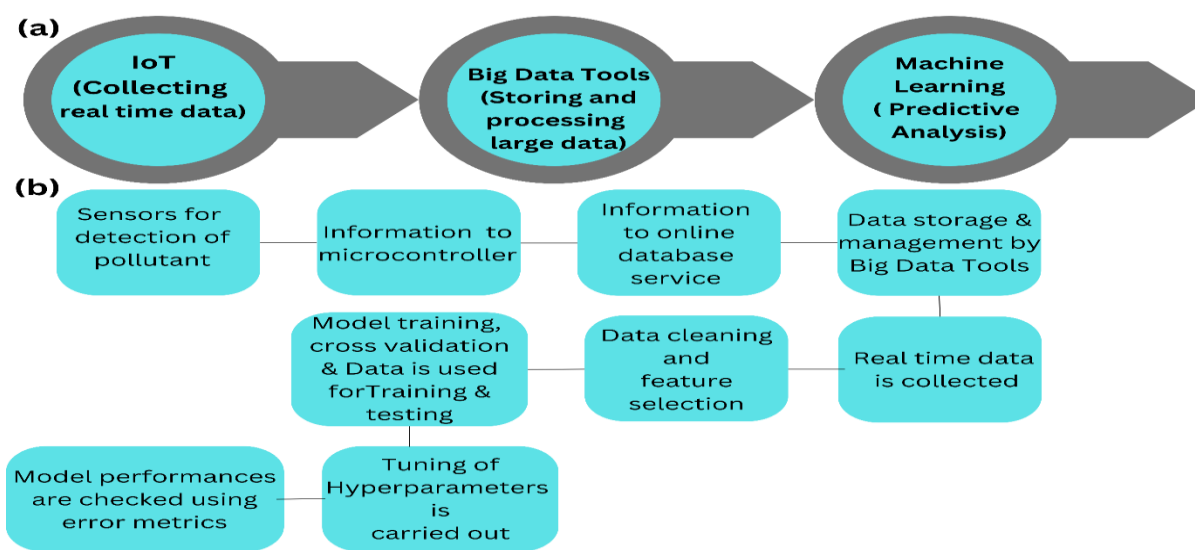 (a)
IoT
(Collecting
real time data)
Big Data Tools
(Storing and
processing
large data)
Machine
Learning
( Predictive
Analysis)
(b)
Sensors for
detection of
pollutant
Information to
microcontroller
Information
to online
database
service
Data storage &
management by
Big Data Tools
Real time data
is collected
Data cleaning
and
feature
selection
Model training,
cross validation
& Data is used
forTraining &
testing
Tuning of
Hyperparameters
is
carried out
Model performances
are checked using
error metrics